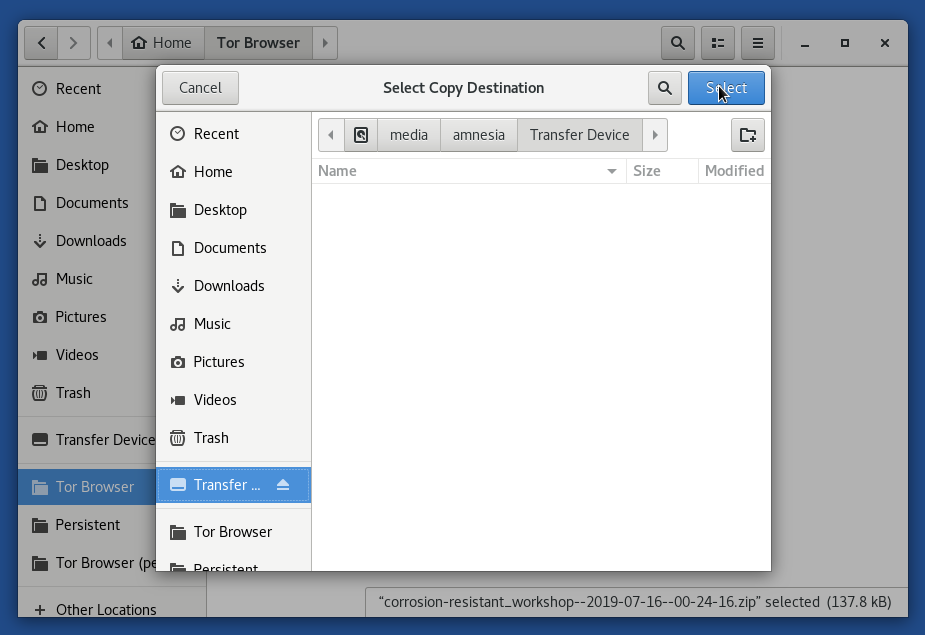 Home
Tor Browser
Recent
Home
Desktop
Documents
Downloads
Music
Pictures
Videos
Trash
Transfer Device
Tor Browser
Persistent
Tor Browser (pe
Other Locations
Cancel
Select Copy Destination
Select
Recent
Home
Desktop
Documents
Downloads
Music
Pictures
Videos
Trash
Transfer ...
Tor Browser
Persistent
media
amnesia
Transfer Device
Name
Size
Modified
“corrosion-resistant_workshop--2019-07-16--00-24-16.zip” selected (137.8 kB)